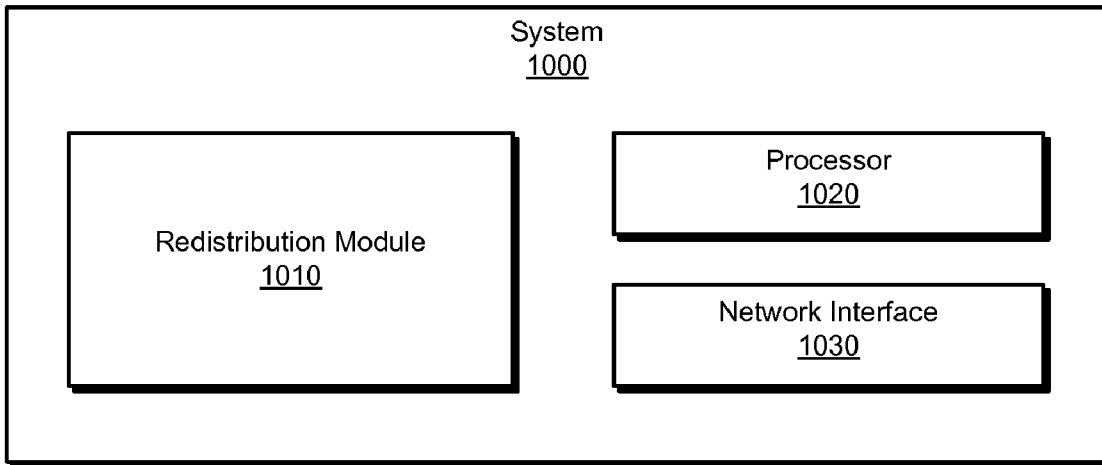 System
1000
Redistribution Module
1010
Processor
1020
Network Interface
1030